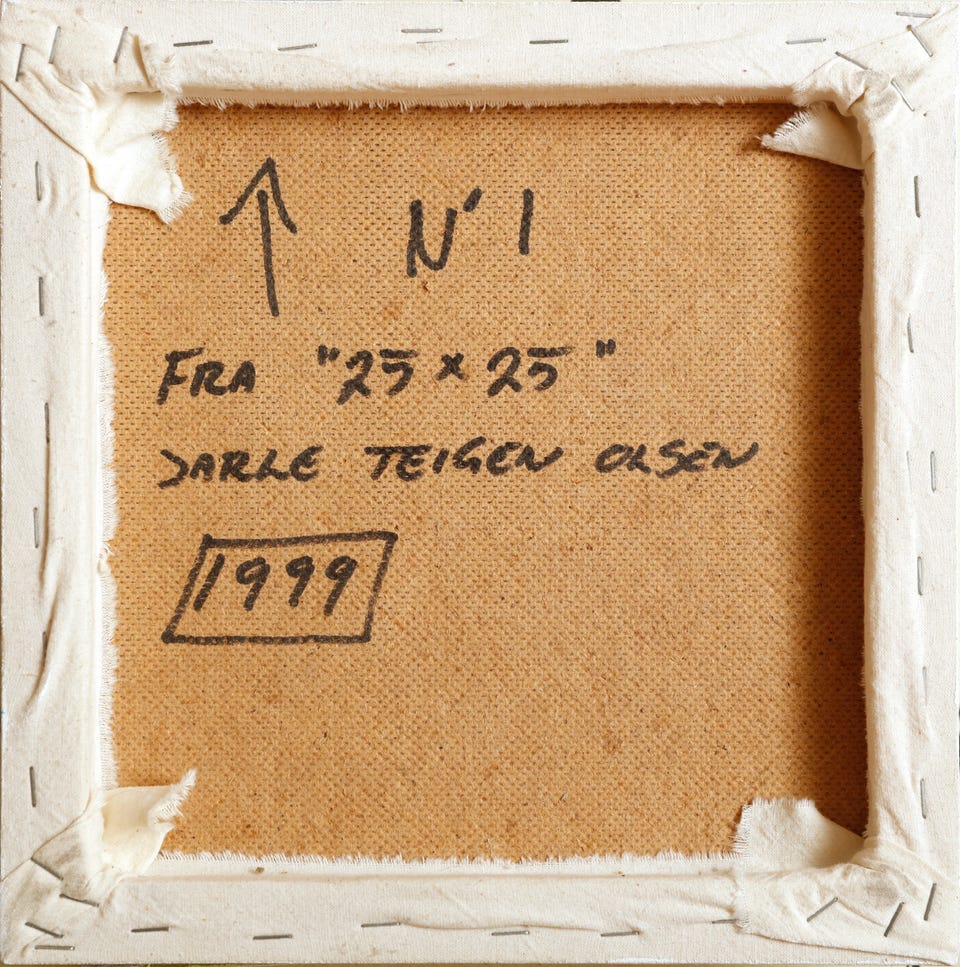 N' 1
FRA "25 x 25"
JARLE TEIGEN OLSEN
1999